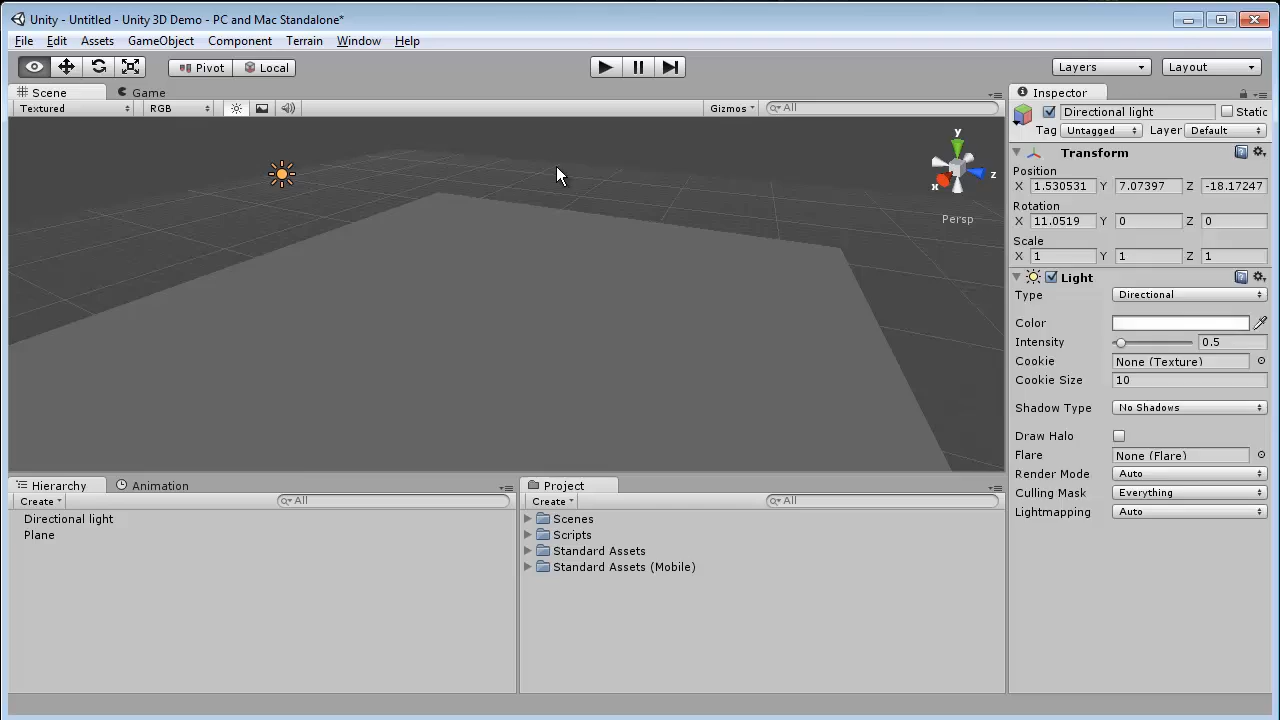 Unity - Untitled - Unity 3D Demo - PC and Mac Standalone*
File Edit Assets GameObject Component Terrain Window Help
Pivot Local Layers Layout
Scene Game
Textured RGB Gizmos All
y
x z
Persp
Inspector
Directional light Static
Tag Untagged Layer Default
Transform
Position
X 1.530531 Y 7.07397 Z -18.17247
Rotation
X 11.0519 Y 0 Z 0
Scale
X 1 Y 1 Z 1
Light
Type Directional
Color
Intensity 0.5
Cookie None (Texture)
Cookie Size 10
Shadow Type No Shadows
Draw Halo
Flare None (Flare)
Render Mode Auto
Culling Mask Everything
Lightmapping Auto
Hierarchy Animation
Create All
Directional light
Plane
Project
Create All
Scenes
Scripts
Standard Assets
Standard Assets (Mobile)